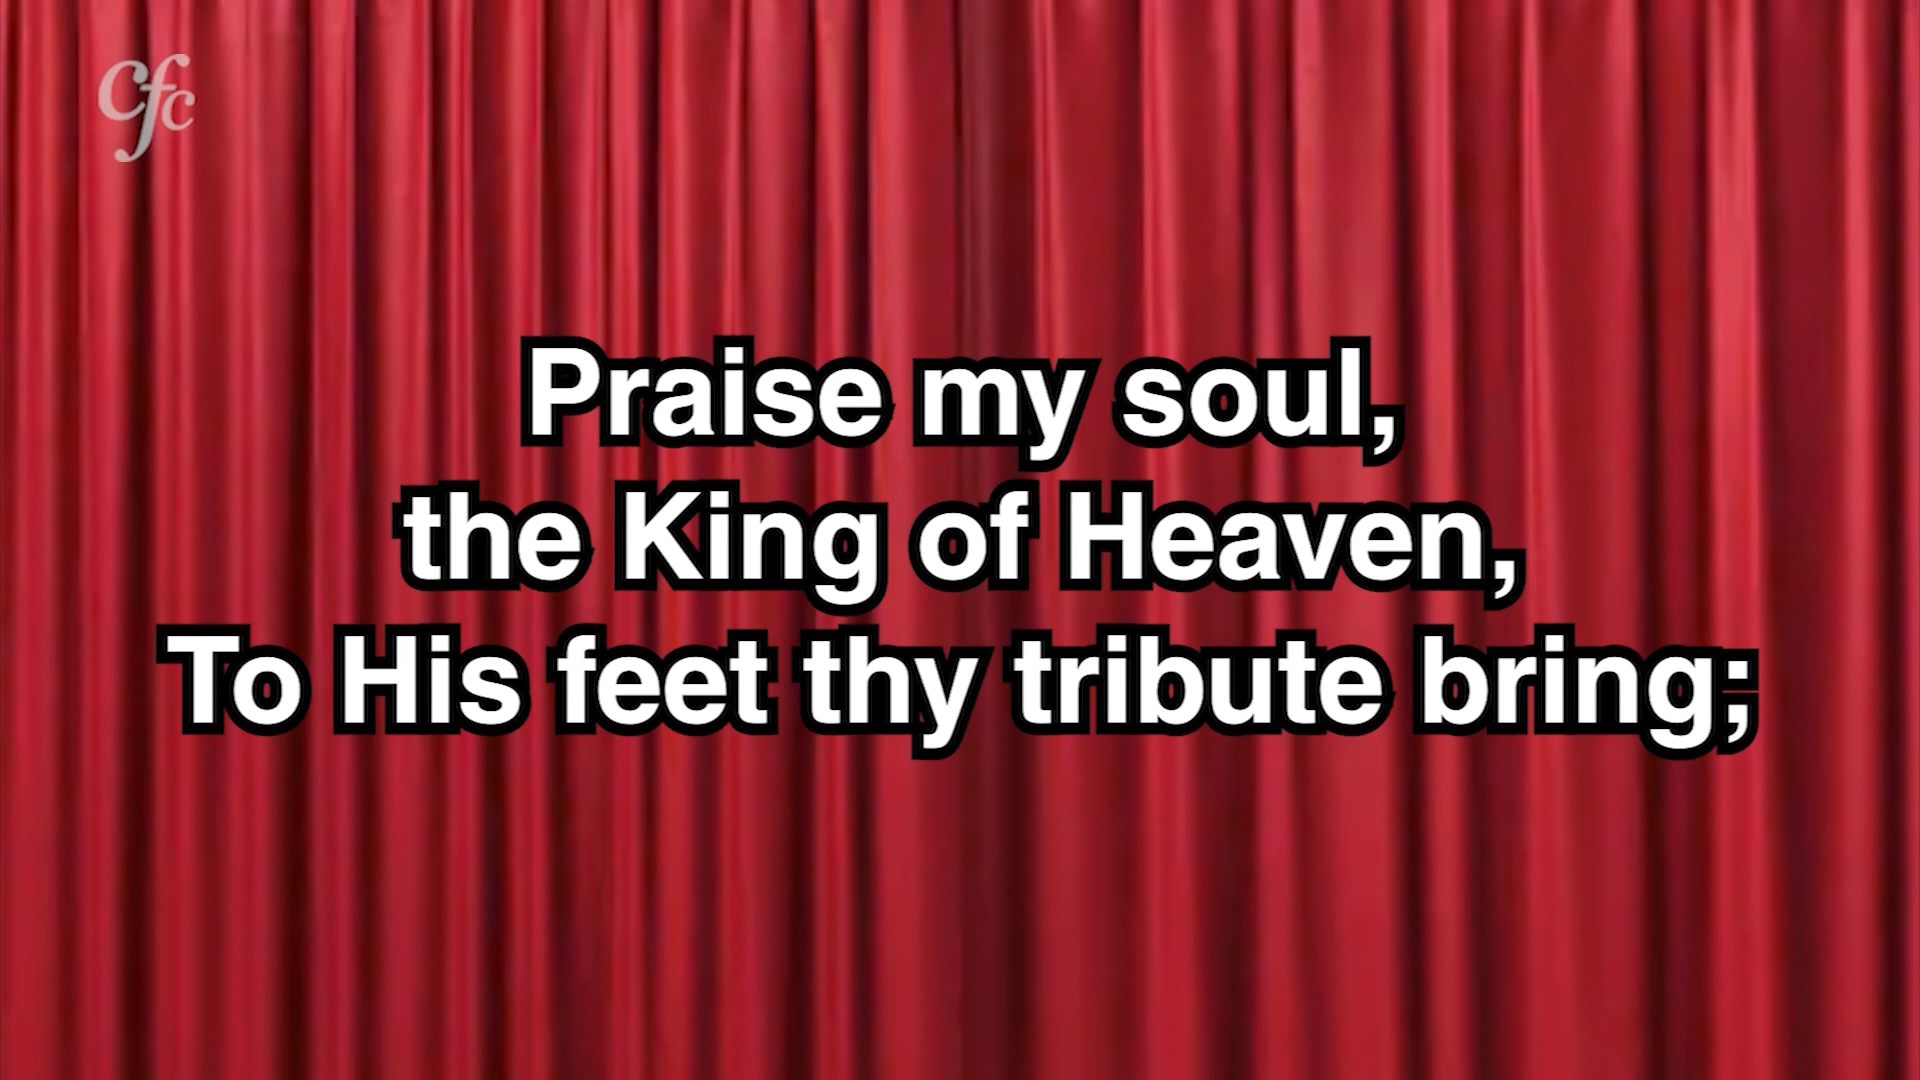 cfc
Praise my soul,
the King of Heaven,
To His feet thy tribute bring;